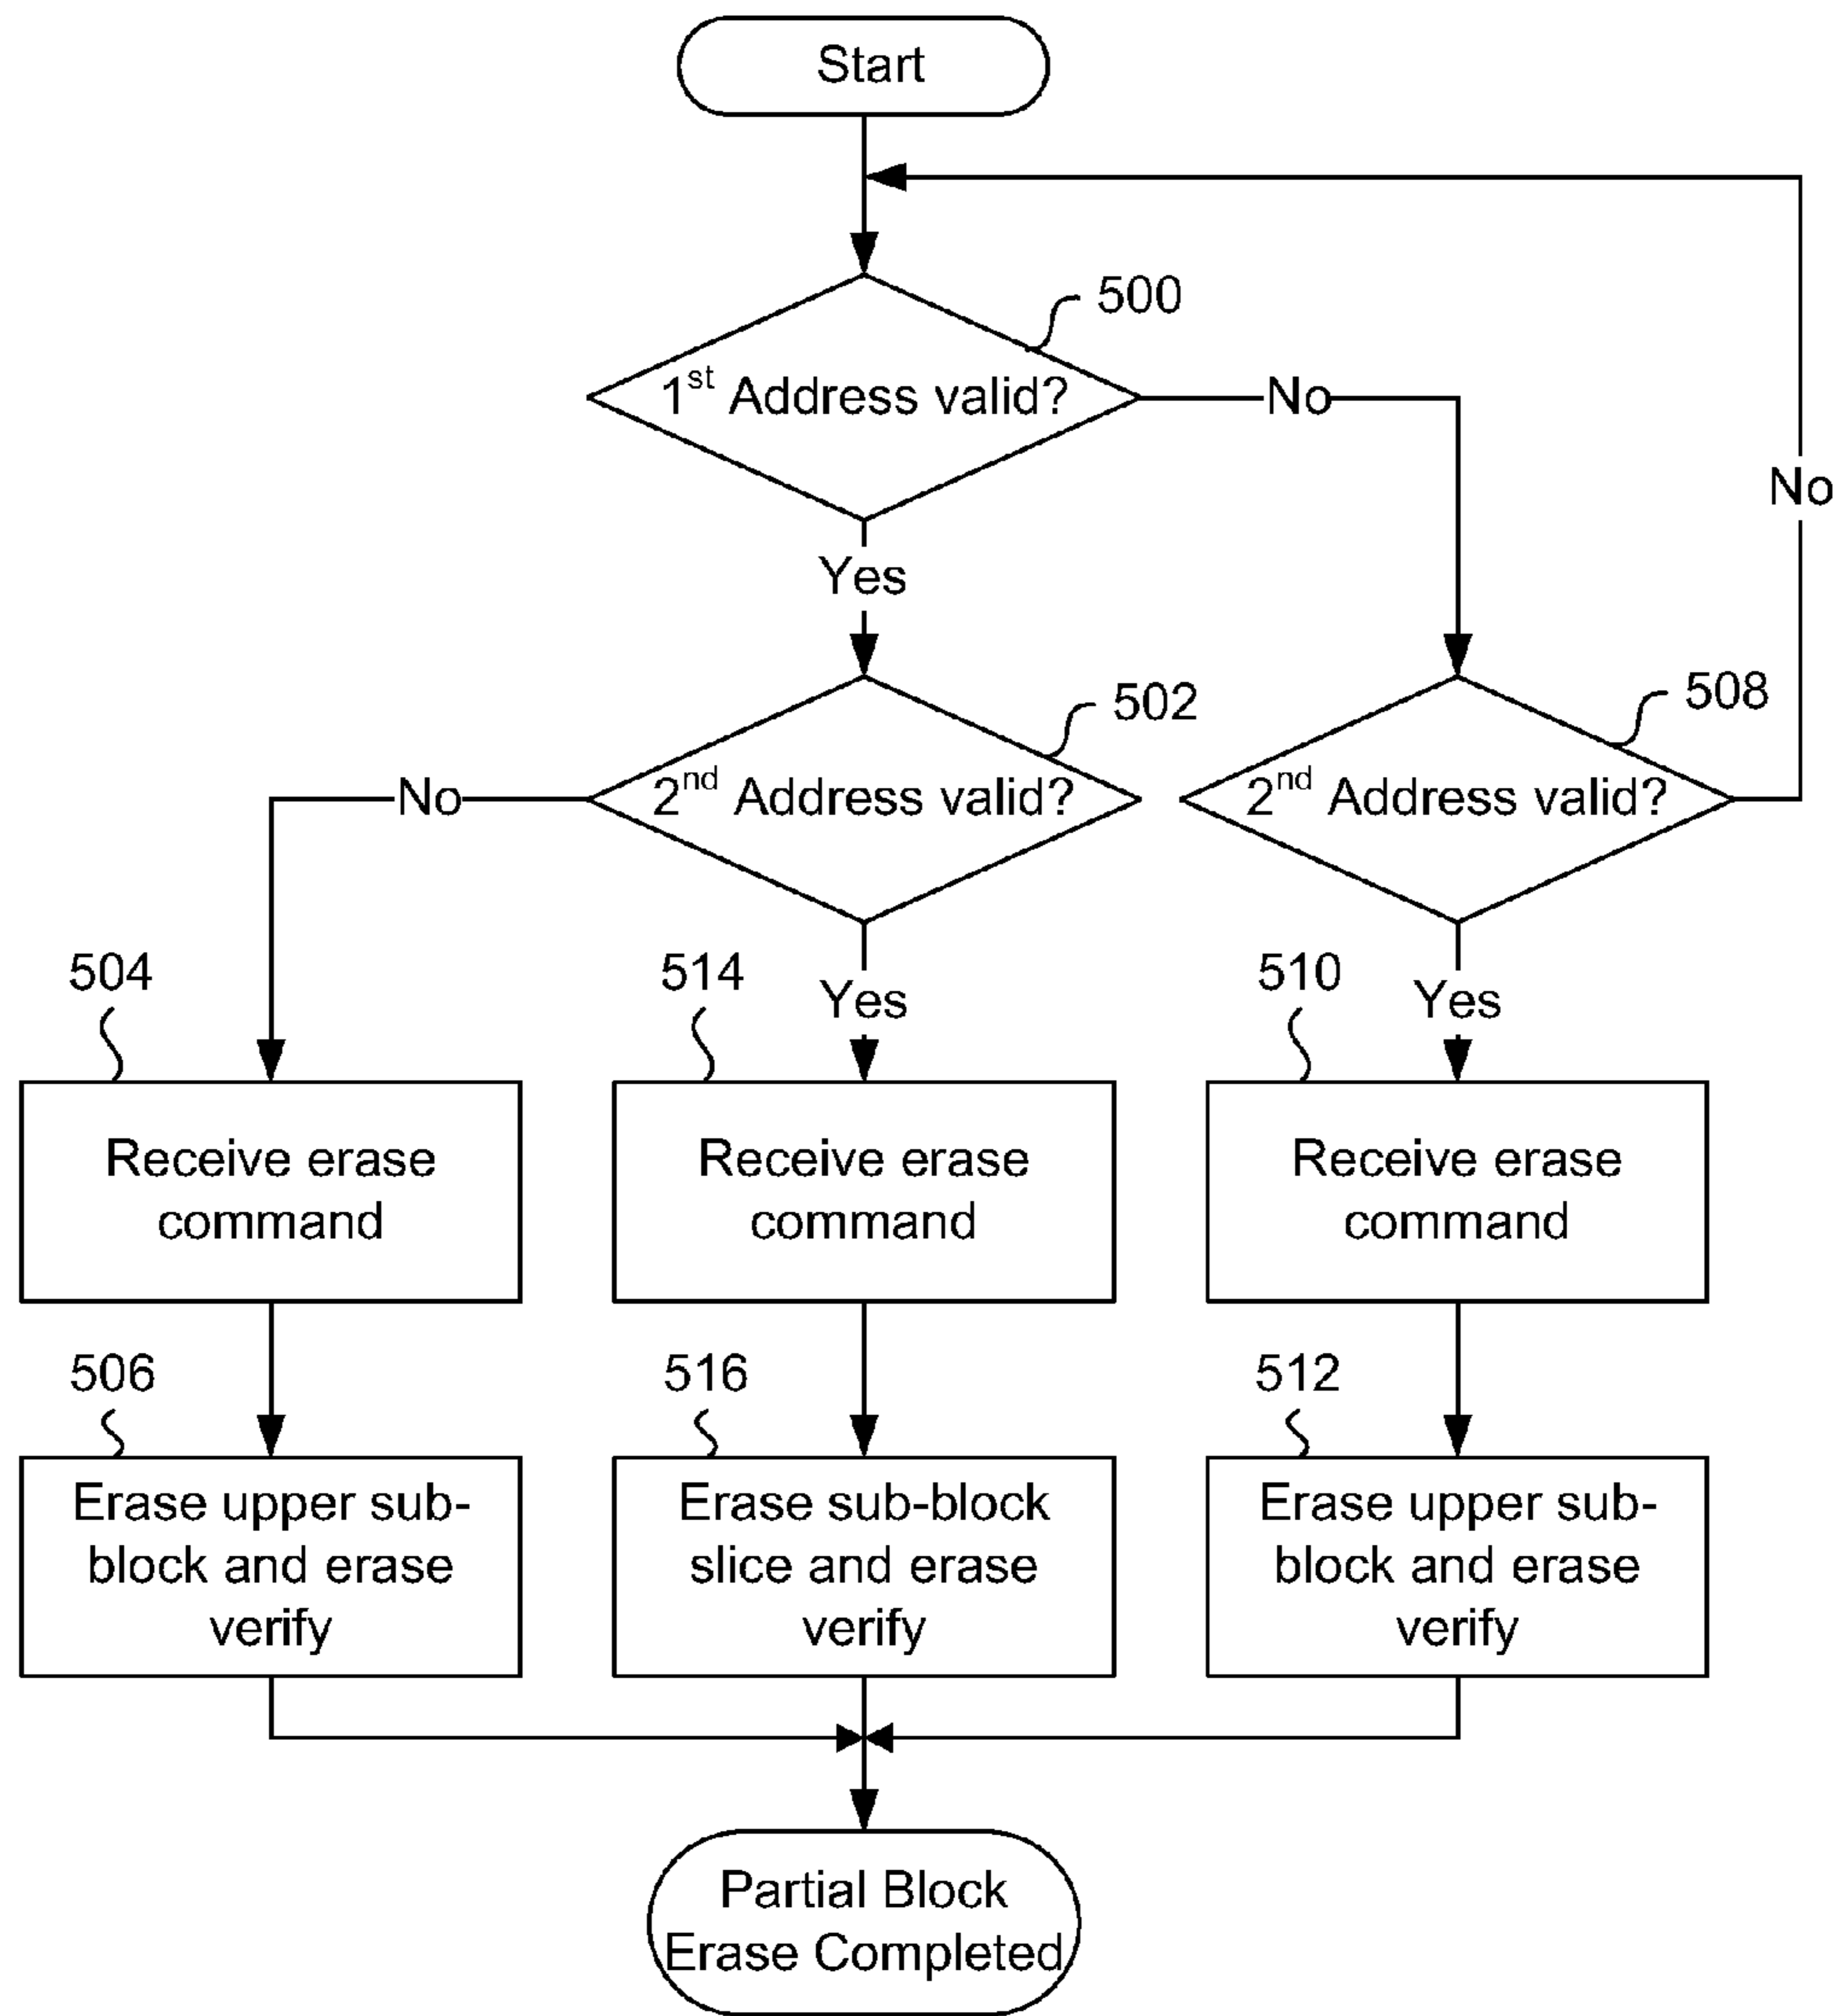 Start
500
1st Address valid?
No
No
Yes
502
508
2nd Address valid?
2nd Address valid?
No
504
514
510
Yes
Yes
Receive erase
command
Receive erase
command
Receive erase
command
506
516
512
Erase upper sub-
block and erase
verify
Erase sub-block
slice and erase
verify
Erase upper sub-
block and erase
verify
Partial Block
Erase Completed